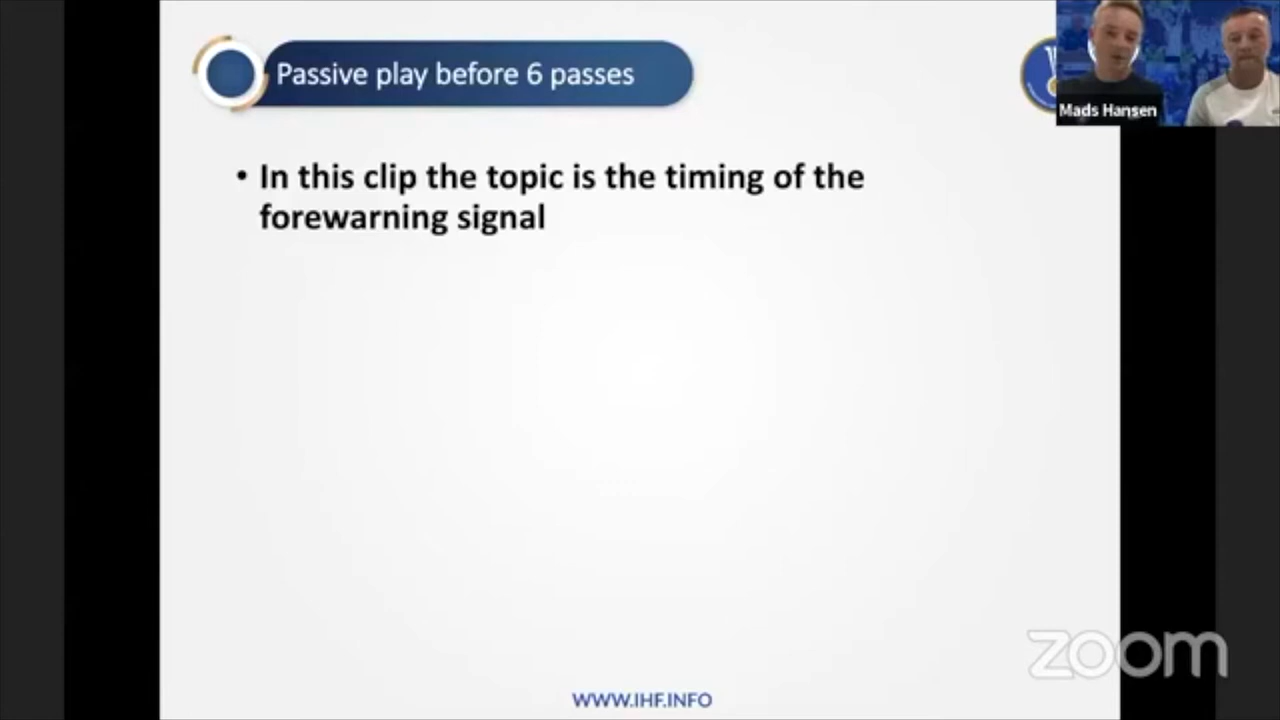 Passive play before 6 passes
Mads Hansen
• In this clip the topic is the timing of the
forewarning signal
zoom
WWW.IHF.INFO